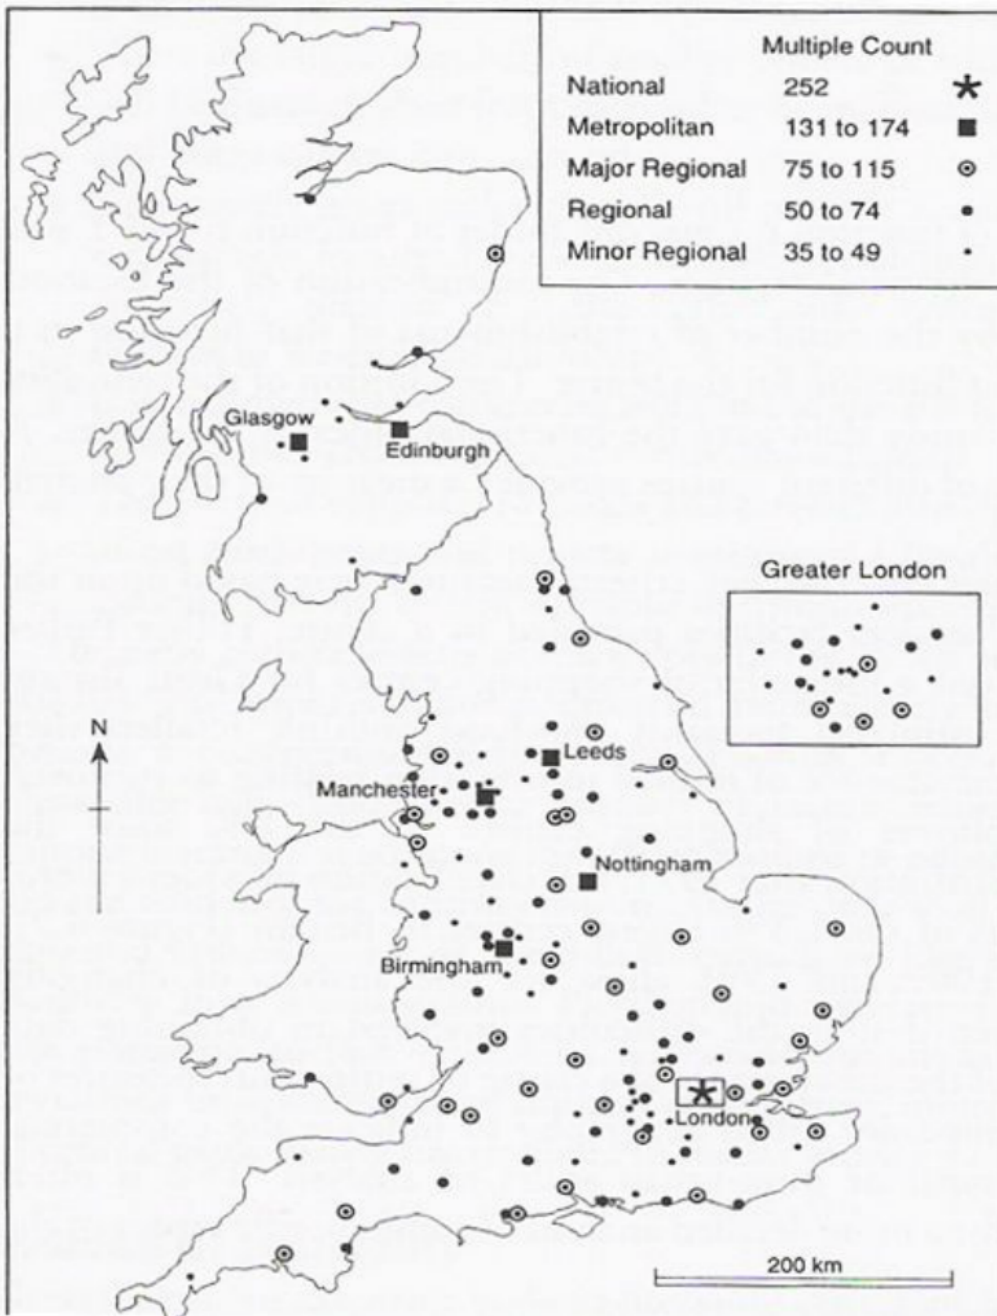 Multiple Count
National 252
Metropolitan 131 to 174
Major Regional 75 to 115
Regional 50 to 74
Minor Regional 35 to 49
Glasgow
Edinburgh
Greater London
N
Leeds
Manchester
Nottingham
Birmingham
London
200 km